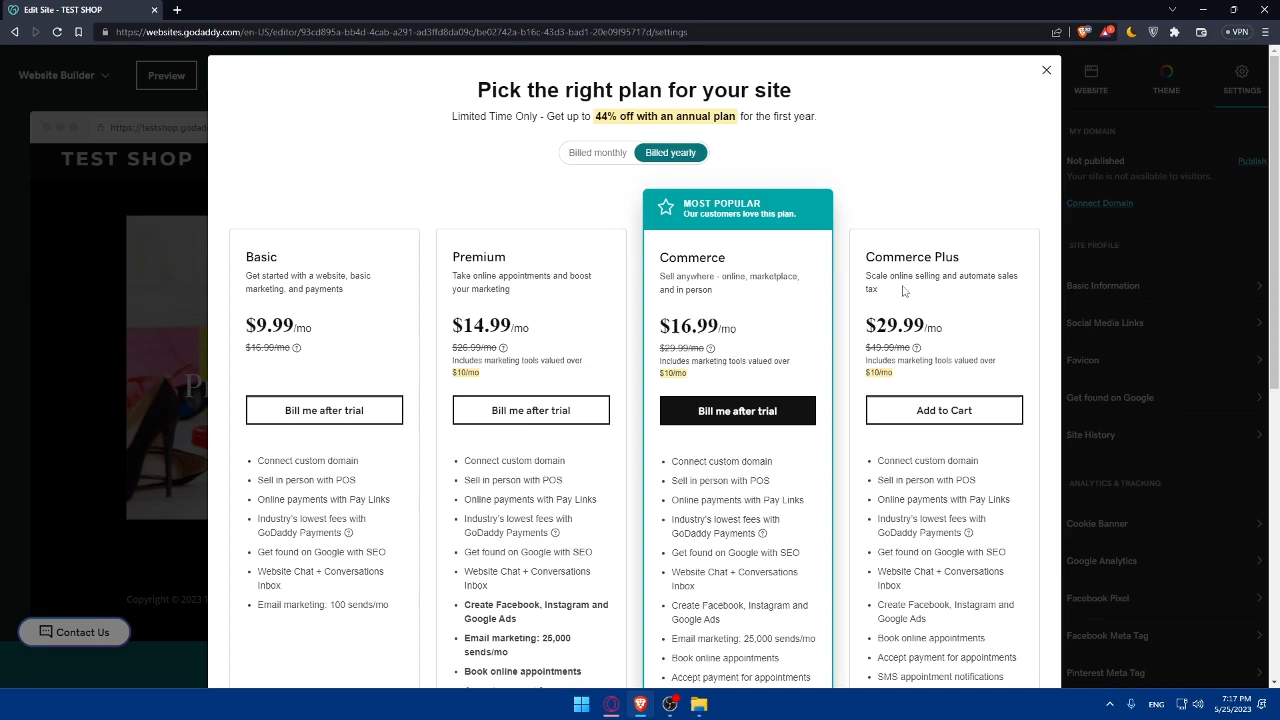 Edit Site - TEST SHOP
https://websites.godaddy.com/en-US/editor/93cd895a-bb4d-4cab-a291-ad3ffd8da09c/be02742a-b16c-43d3-bad1-20e09f95717d/settings
VPN
Website Builder
Preview
WEBSITE
THEME
SETTINGS
https://testshop.godad
TEST SHOP
Pick the right plan for your site
Limited Time Only - Get up to 44% off with an annual plan for the first year.
Billed monthly
Billed yearly
MOST POPULAR
Our customers love this plan.
Basic
Get started with a website, basic
marketing, and payments
$9.99/mo
$16.99/mo
Bill me after trial
Connect custom domain
Sell in person with POS
Online payments with Pay Links
Industry's lowest fees with
GoDaddy Payments
Get found on Google with SEO
Website Chat + Conversations
Inbox
Email marketing: 100 sends/mo
Premium
Take online appointments and boost
your marketing
$14.99/mo
$26.99/mo
Includes marketing tools valued over
$10/mo
Bill me after trial
Connect custom domain
Sell in person with POS
Online payments with Pay Links
Industry's lowest fees with
GoDaddy Payments
Get found on Google with SEO
Website Chat + Conversations
Inbox
Create Facebook, Instagram and
Google Ads
Email marketing: 25,000
sends/mo
Book online appointments
Commerce
Sell anywhere - online, marketplace,
and in person
$16.99/mo
$29.99/mo
Includes marketing tools valued over
$10/mo
Bill me after trial
Connect custom domain
Sell in person with POS
Online payments with Pay Links
Industry's lowest fees with
GoDaddy Payments
Get found on Google with SEO
Website Chat + Conversations
Inbox
Create Facebook, Instagram and
Google Ads
Email marketing: 25,000 sends/mo
Book online appointments
Accept payment for appointments
Commerce Plus
Scale online selling and automate sales
tax
$29.99/mo
$49.99/mo
Includes marketing tools valued over
$10/mo
Add to Cart
Connect custom domain
Sell in person with POS
Online payments with Pay Links
Industry's lowest fees with
GoDaddy Payments
Get found on Google with SEO
Website Chat + Conversations
Inbox
Create Facebook, Instagram and
Google Ads
Book online appointments
Accept payment for appointments
SMS appointment notifications
MY DOMAIN
Not published
Publish
Your site is not available to visitors.
Connect Domain
SITE PROFILE
Basic Information
Social Media Links
Favicon
Get found on Google
Site History
ANALYTICS & TRACKING
Cookie Banner
Google Analytics
Facebook Pixel
Facebook Meta Tag
Pinterest Meta Tag
Copyright © 2023 T
Contact Us
ENG
7:17 PM
5/25/2023